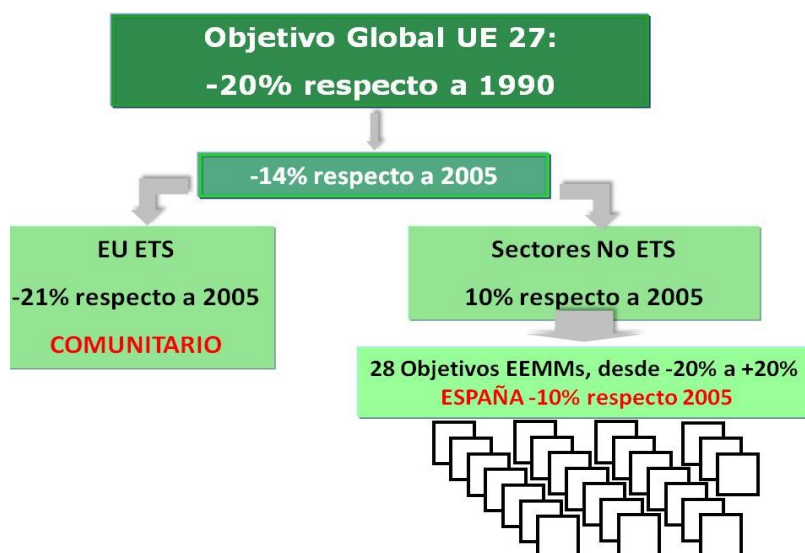 Objetivo Global UE 27:
-20% respecto a 1990
-14% respecto a 2005
EU ETS
-21% respecto a 2005
COMUNITARIO
Sectores No ETS
10% respecto a 2005
28 Objetivos EEMMs, desde -20% a +20%
ESPAÑA -10% respecto 2005